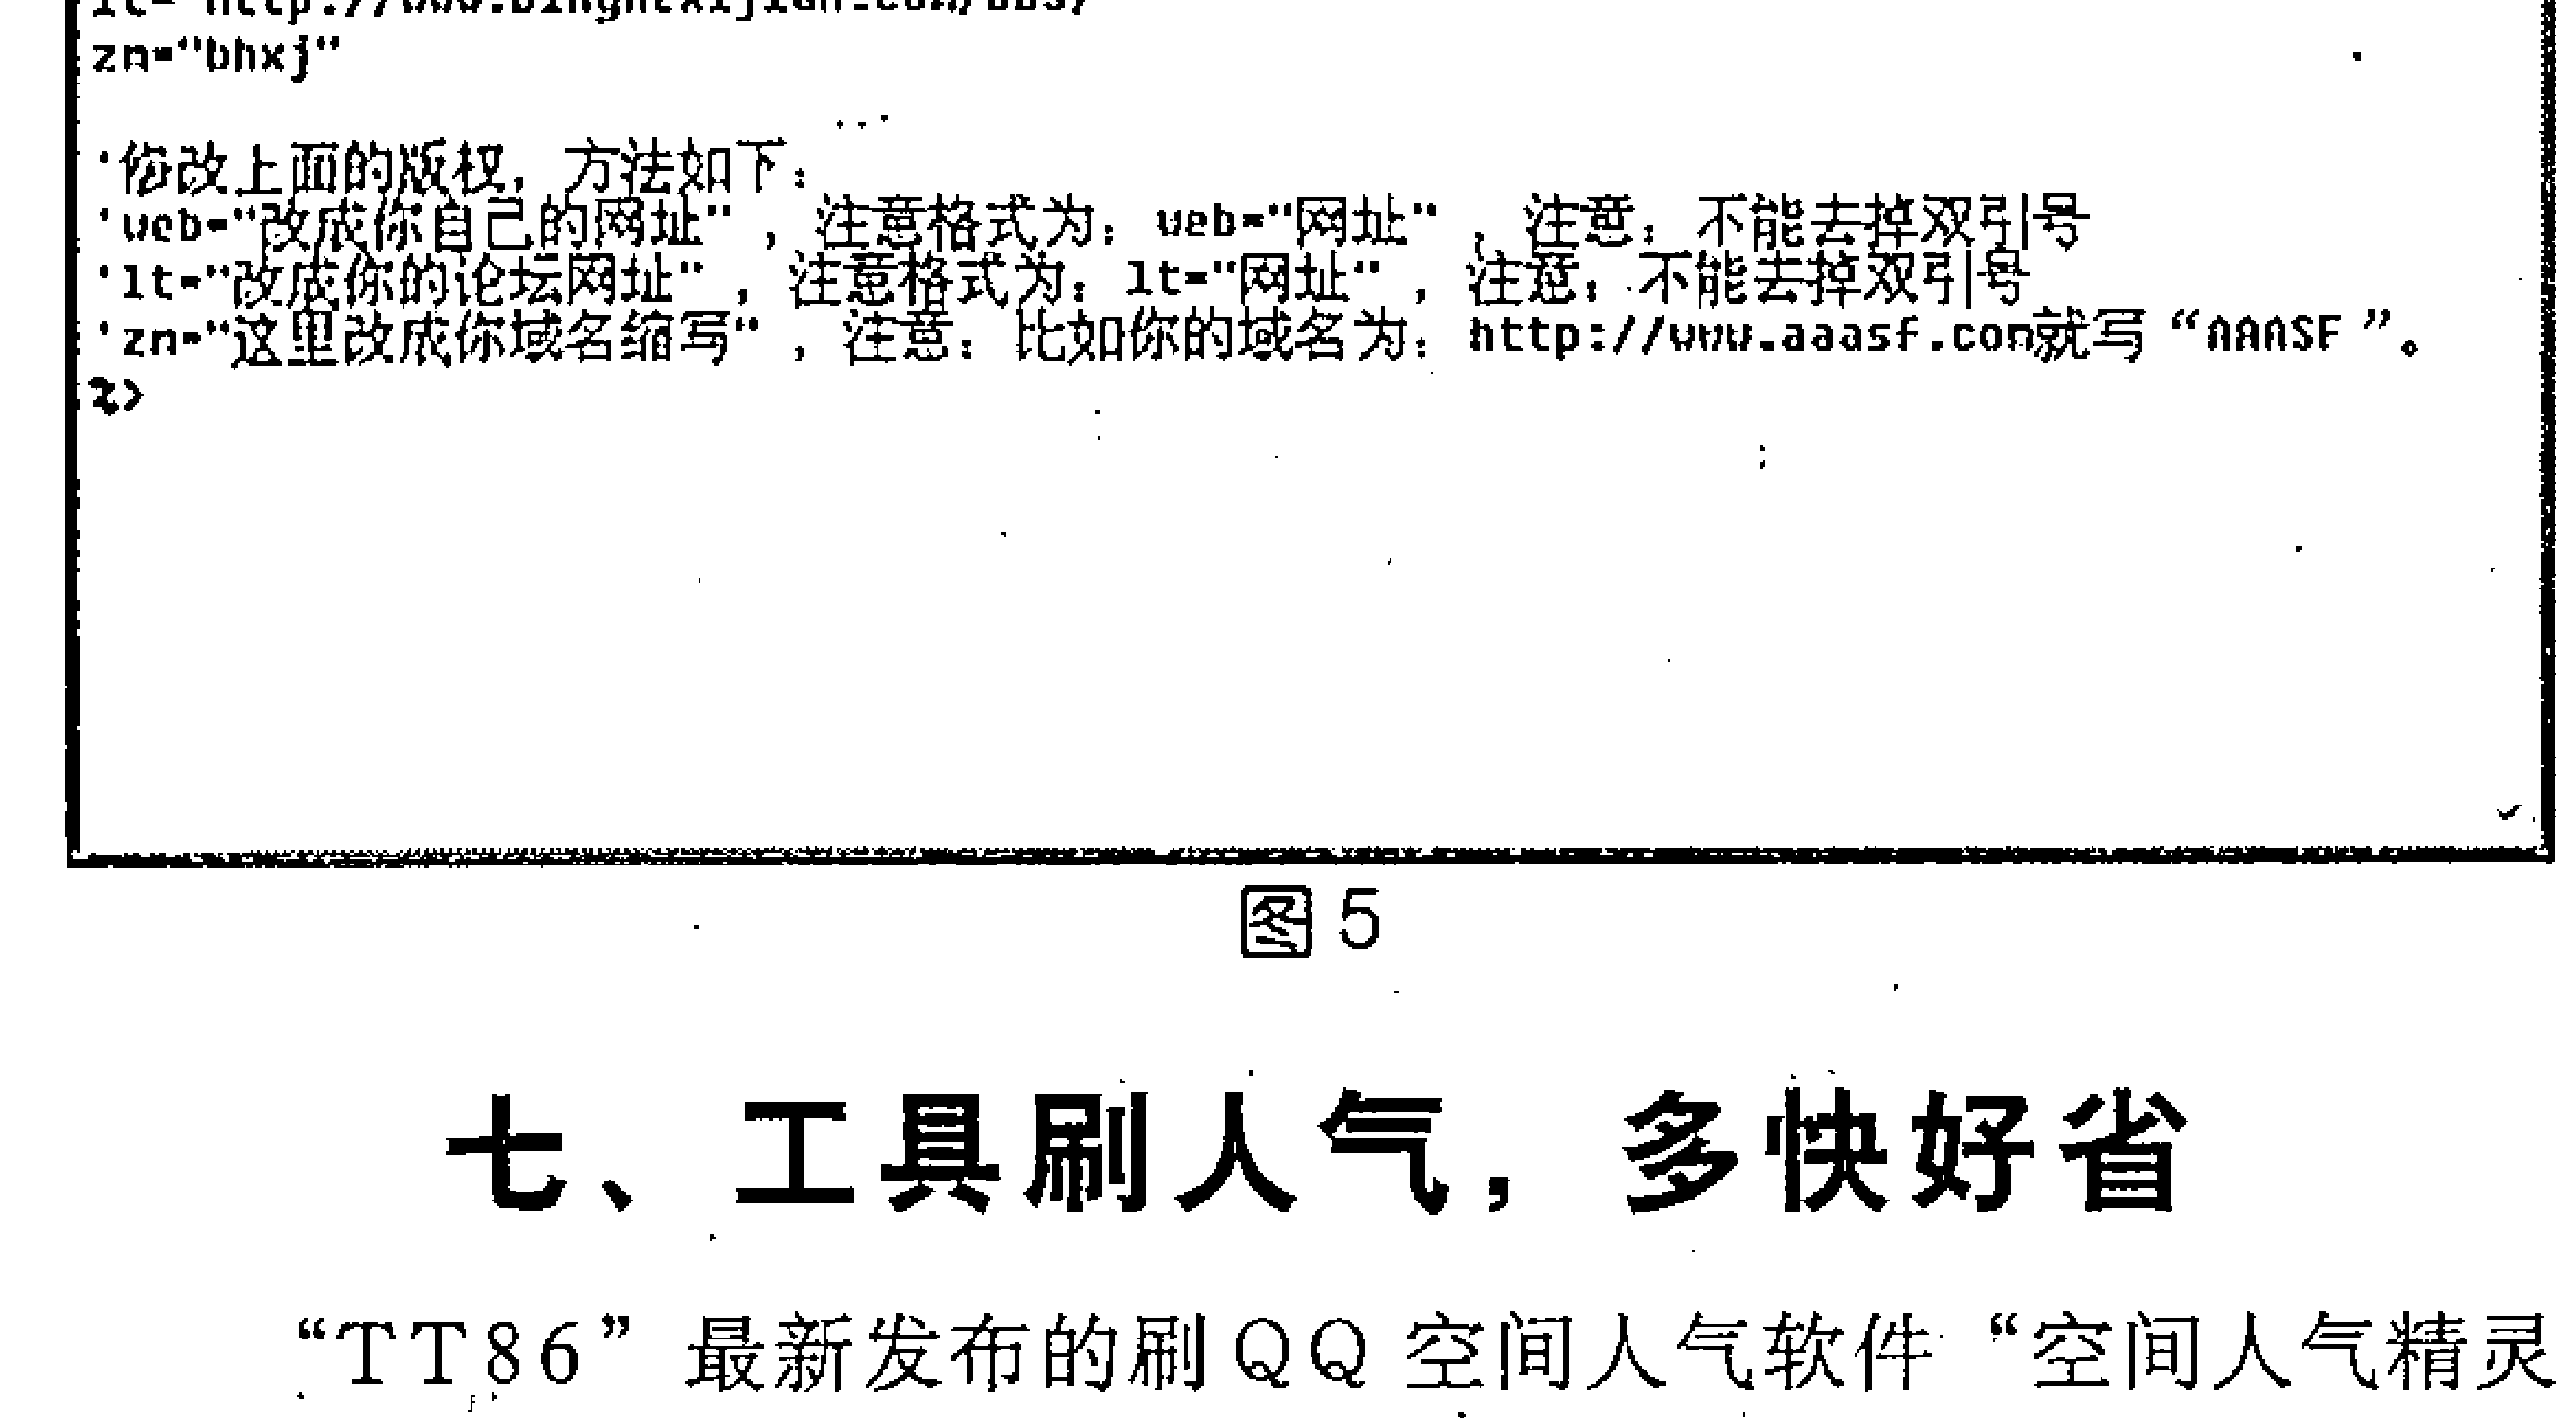 zn="bhxj"
'修改上面的版权，方法如下：
'web="改成你自己的网址"，注意格式为：web="网址"，注意：不能去掉双引号
'lt="改成你的论坛网址"，注意格式为：lt="网址"，注意：不能去掉双引号
'zn="这里改成你域名缩写"，注意：比如你的域名为：http://www.aaasf.com就写“AAASF”。
%>
图5
七、工具刷人气，多快好省
“TT86”最新发布的刷QQ空间人气软件“空间人气精灵